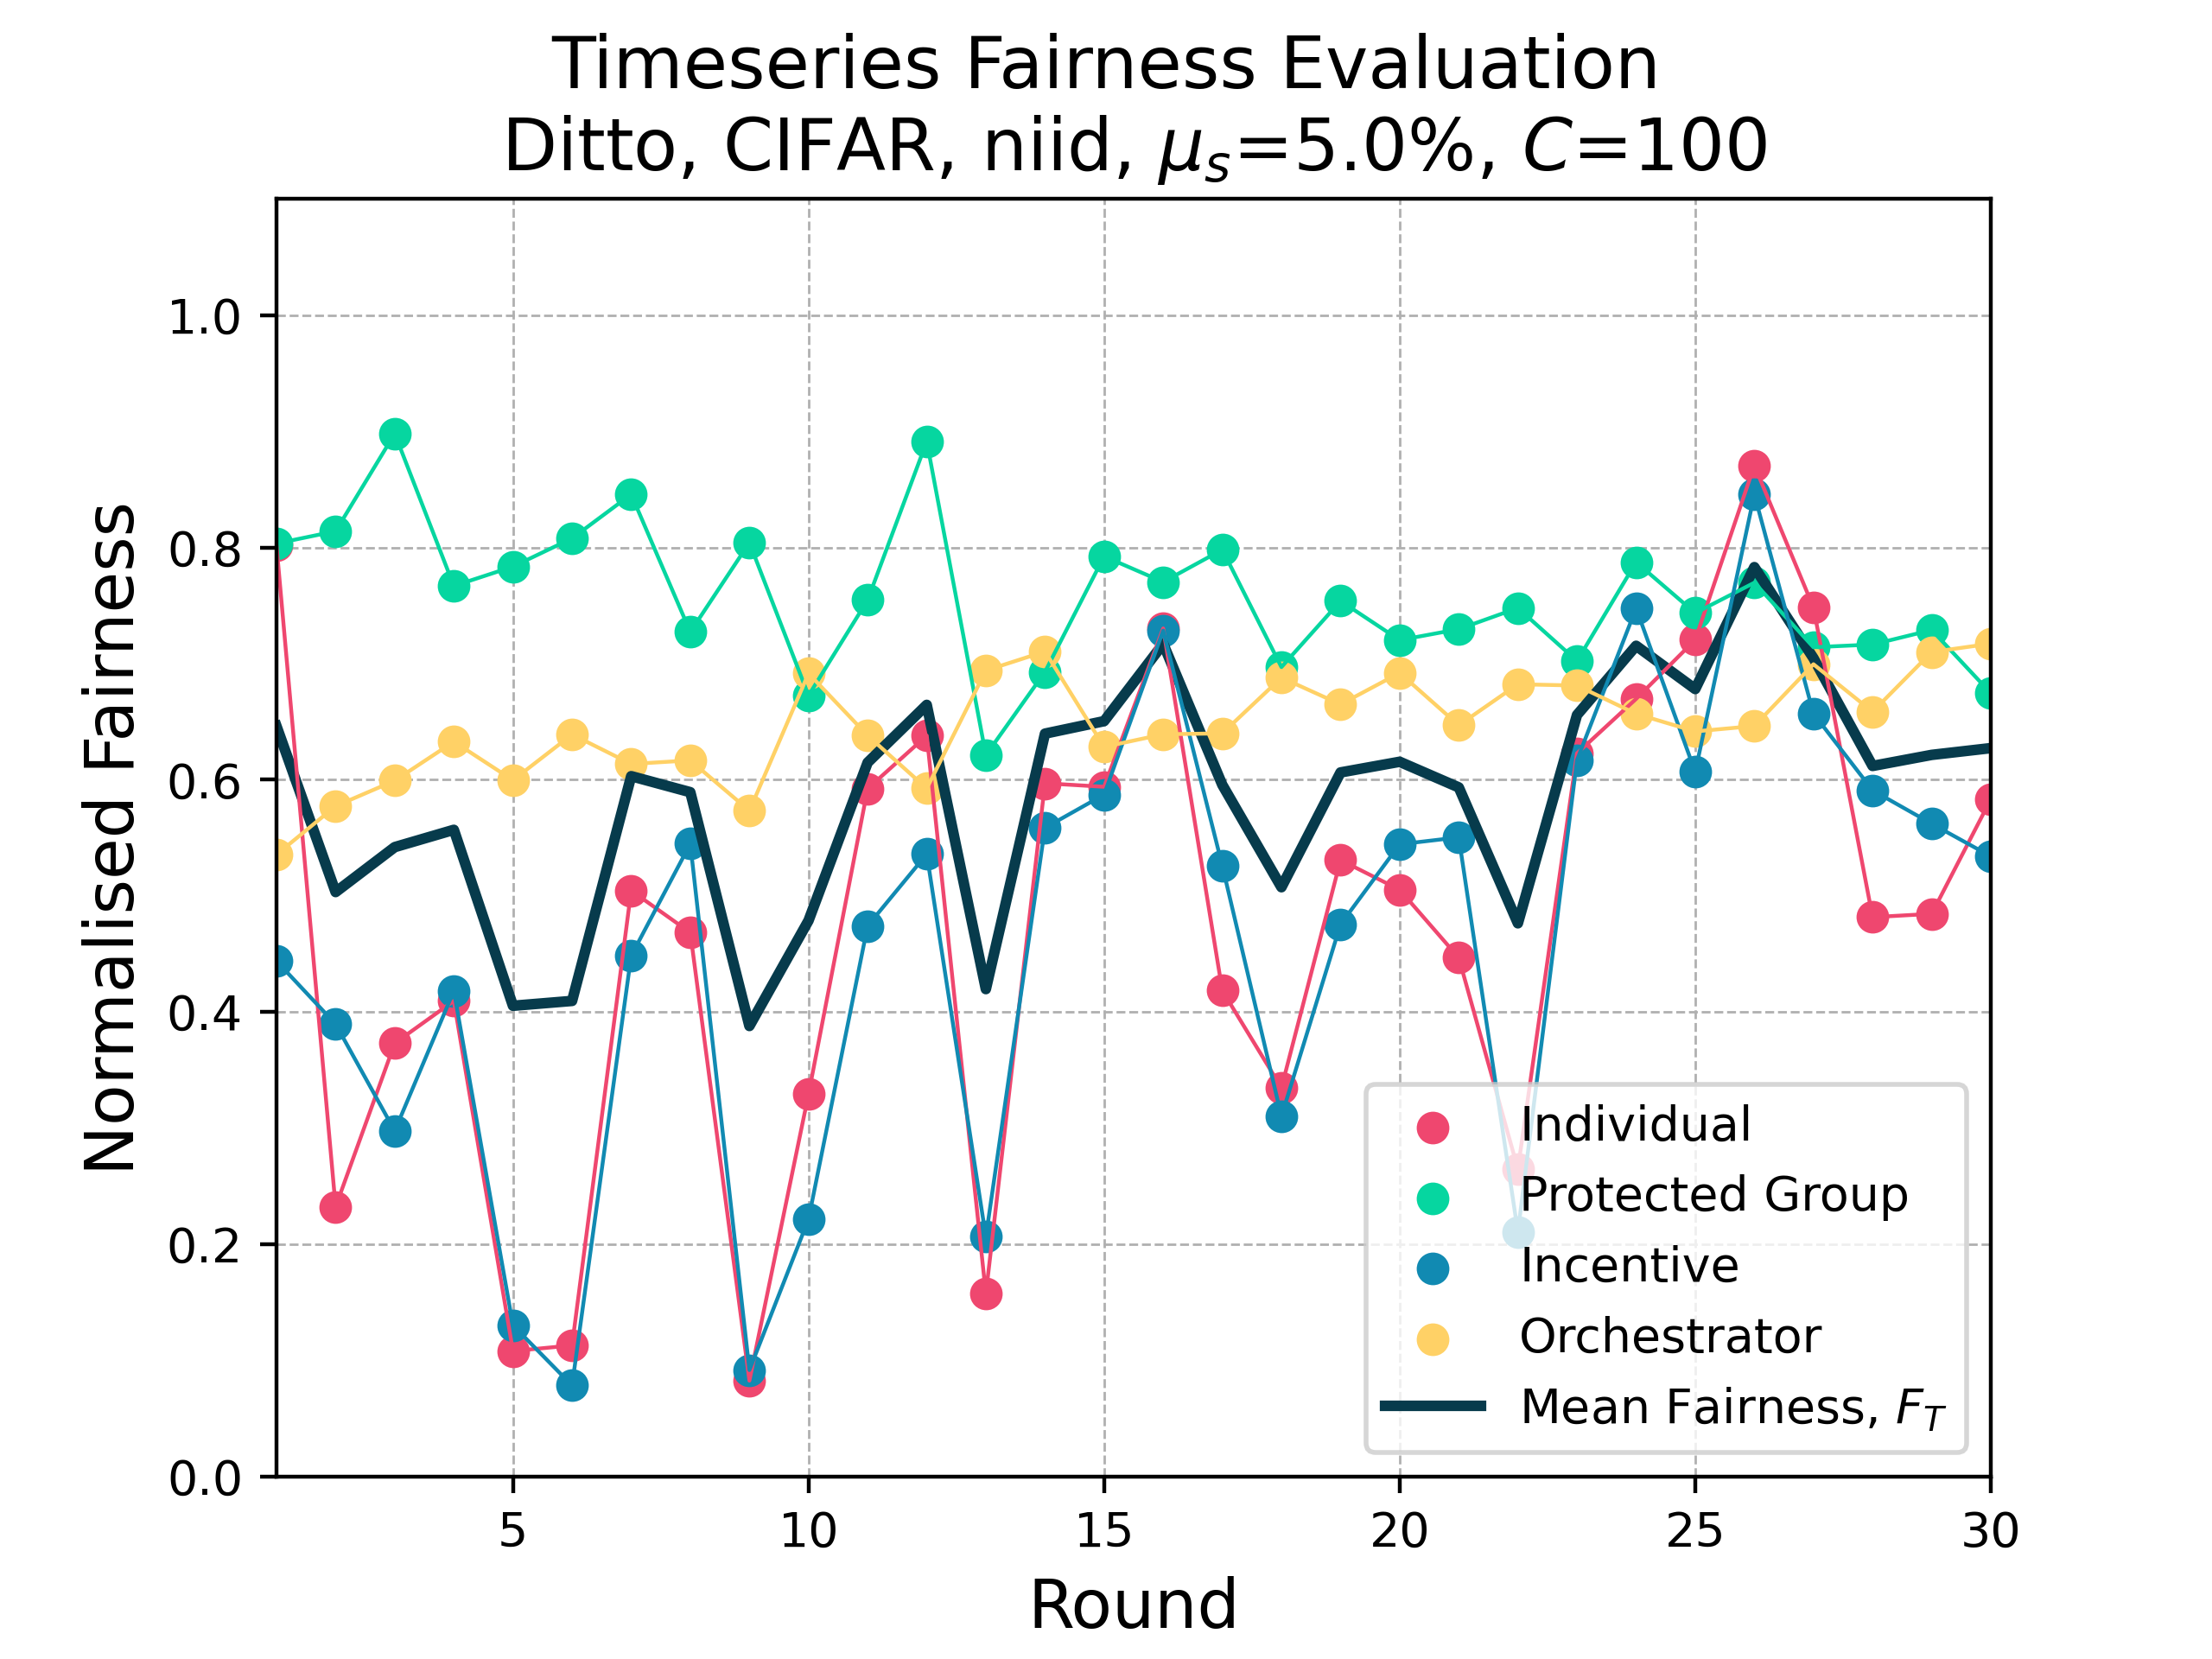 Timeseries Fairness Evaluation
Ditto, CIFAR, niid, μs=5.0%, C=100
Normalised Fairness
1.0
0.8
0.6
0.4
0.2
0.0
Individual
Protected Group
Incentive
Orchestrator
Mean Fairness, FT
5 10 15 20 25 30
Round